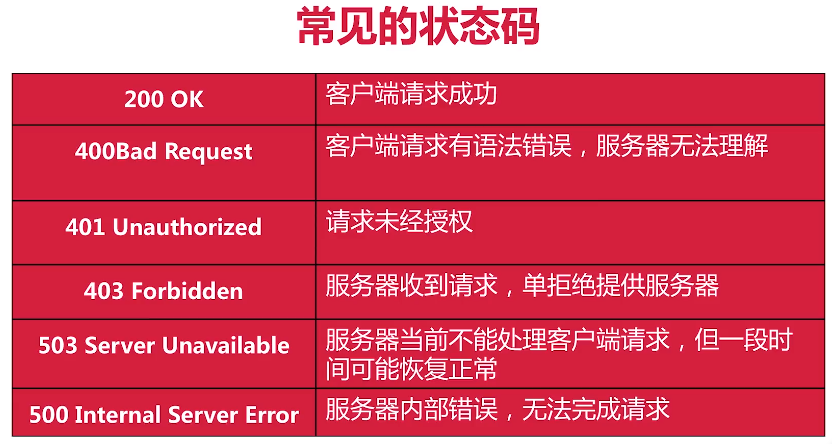 常见的状态码
200 OK
客户端请求成功
400Bad Request
客户端请求有语法错误，服务器无法理解
401 Unauthorized
请求未经授权
403 Forbidden
服务器收到请求，单拒绝提供服务器
503 Server Unavailable
服务器当前不能处理客户端请求，但一段时
间可能恢复正常
500 Internal Server Error
服务器内部错误，无法完成请求